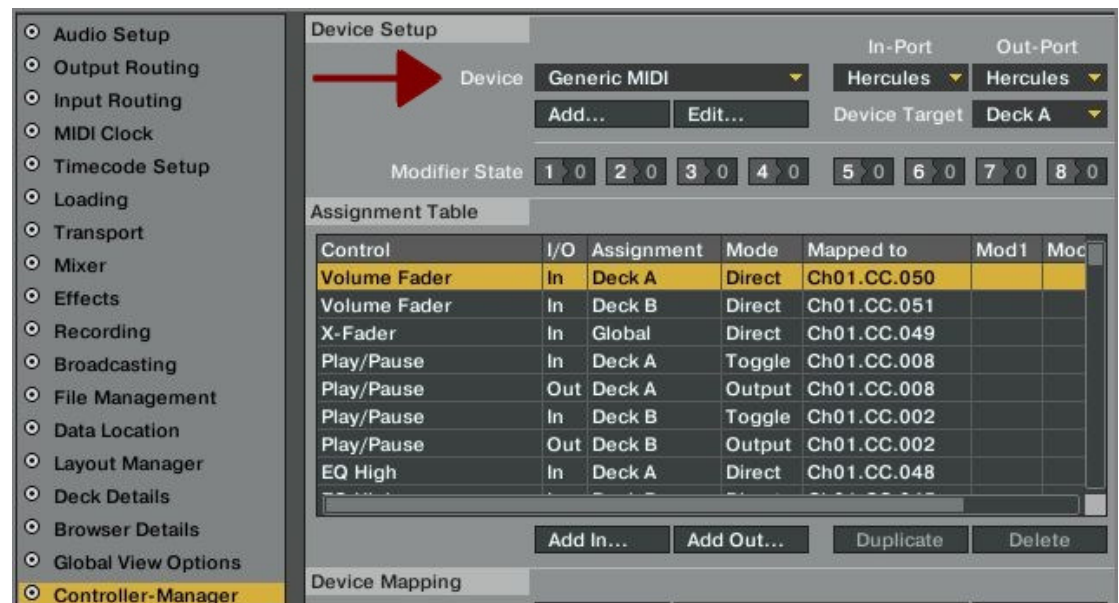 Audio Setup
Output Routing
Input Routing
MIDI Clock
Timecode Setup
Loading
Transport
Mixer
Effects
Recording
Broadcasting
File Management
Data Location
Layout Manager
Deck Details
Browser Details
Global View Options
Controller-Manager
Device Setup
In-Port Out-Port
Device Generic MIDI Hercules Hercules
Add... Edit... Device Target Deck A
Modifier State 1 0 2 0 3 0 4 0 5 0 6 0 7 0 8 0
Assignment Table
Control I/O Assignment Mode Mapped to Mod1 Mod
Volume Fader In Deck A Direct Ch01.CC.050
Volume Fader In Deck B Direct Ch01.CC.051
X-Fader In Global Direct Ch01.CC.049
Play/Pause In Deck A Toggle Ch01.CC.008
Play/Pause Out Deck A Output Ch01.CC.008
Play/Pause In Deck B Toggle Ch01.CC.002
Play/Pause Out Deck B Output Ch01.CC.002
EQ High In Deck A Direct Ch01.CC.048
Add In... Add Out... Duplicate Delete
Device Mapping